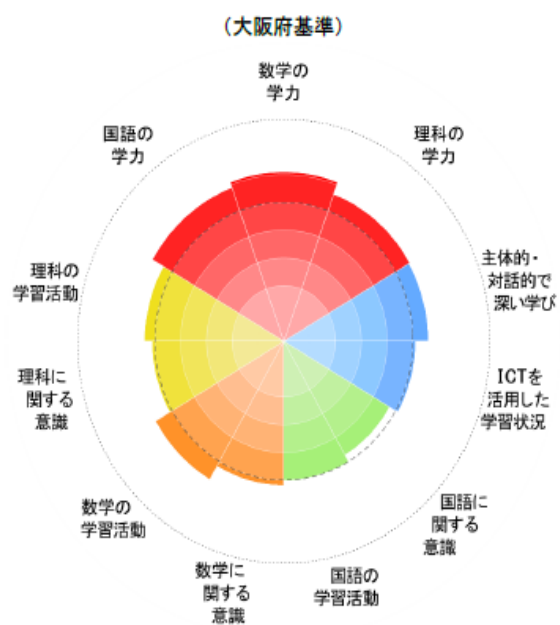 （大阪府基準）
数学の
学力
理科の
学力
主体的・
対話的で
深い学び
ICTを
活用した
学習状況
国語に
関する
意識
国語の
学習活動
数学に
関する
意識
数学の
学習活動
理科に
関する
意識
理科の
学習活動
国語の
学力